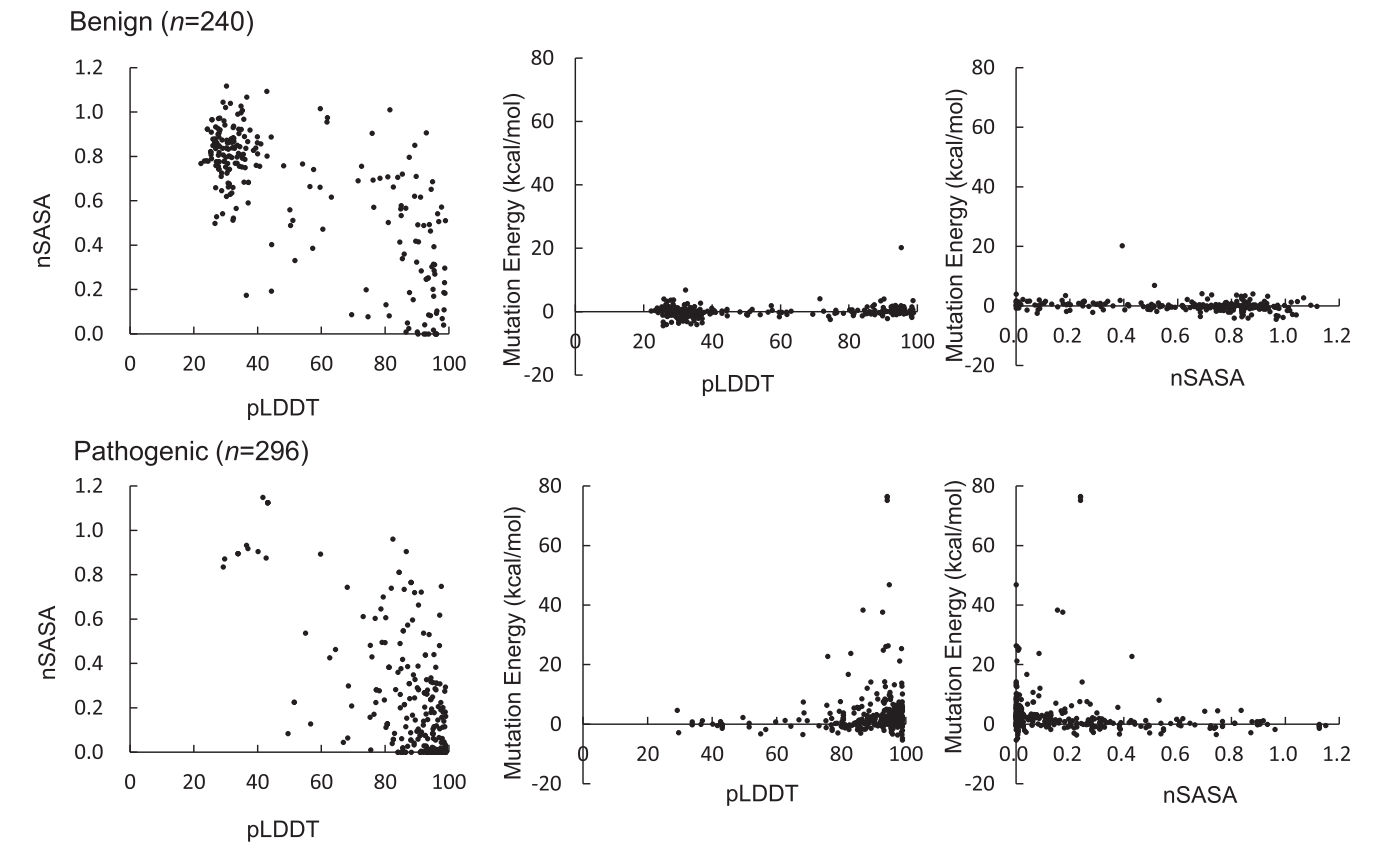 Benign (n=240)
1.2
1.0
0.8
0.6
0.4
0.2
0.0
0 20 40 60 80 100
nSASA
pLDDT
80
60
40
20
0
-20
0 20 40 60 80 100
Mutation Energy (kcal/mol)
pLDDT
80
60
40
20
0
-20
0.0 0.2 0.4 0.6 0.8 1.0 1.2
Mutation Energy (kcal/mol)
nSASA
Pathogenic (n=296)
1.2
1.0
0.8
0.6
0.4
0.2
0.0
0 20 40 60 80 100
nSASA
pLDDT
80
60
40
20
0
-20
0 20 40 60 80 100
Mutation Energy (kcal/mol)
pLDDT
80
60
40
20
0
-20
0.0 0.2 0.4 0.6 0.8 1.0 1.2
Mutation Energy (kcal/mol)
nSASA